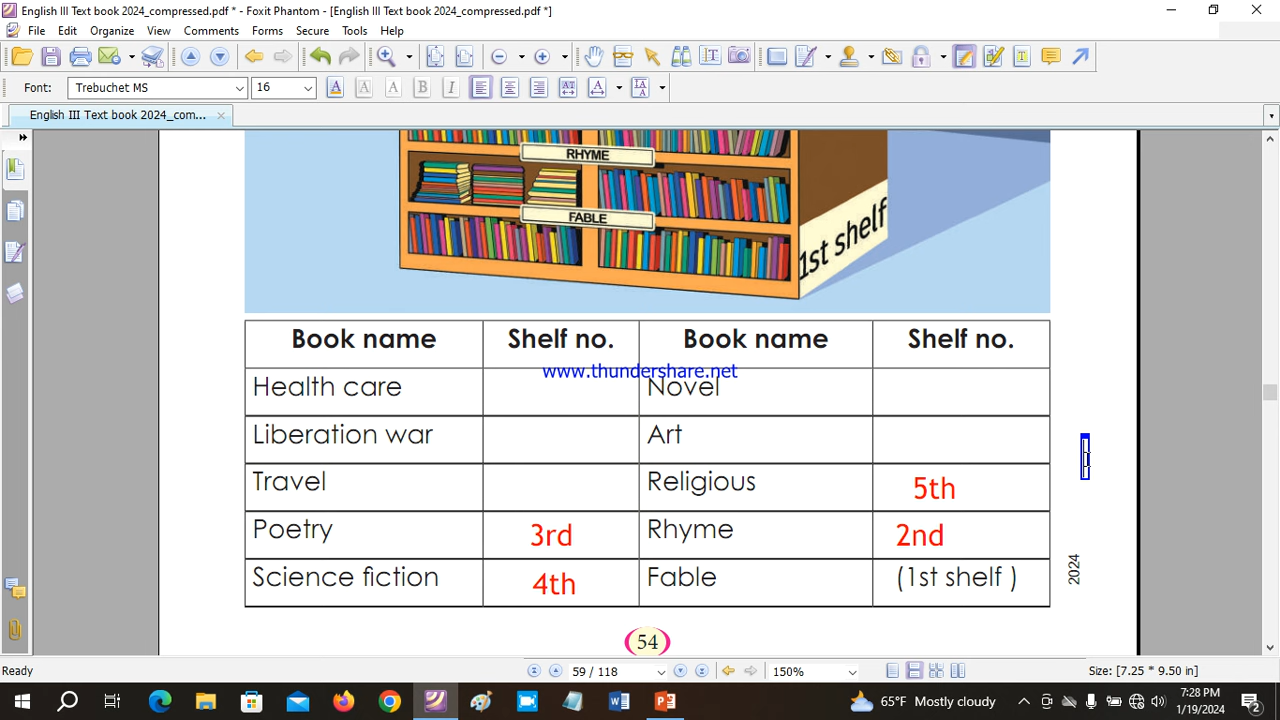 English III Text book 2024_compressed.pdf * - Foxit Phantom - [English III Text book 2024_compressed.pdf *]
File Edit Organize View Comments Forms Secure Tools Help
Font: Trebuchet MS 16
English III Text book 2024_com...
RHYME
FABLE
1st shelf
Book name Shelf no. Book name Shelf no.
www.thundershare.net
Health care Novel
Liberation war Art
Travel Religious 5th
Poetry 3rd Rhyme 2nd
Science fiction 4th Fable (1st shelf )
2024
54
Ready 59 / 118 150% Size: [7.25 * 9.50 in]
65°F Mostly cloudy 7:28 PM
1/19/2024
2